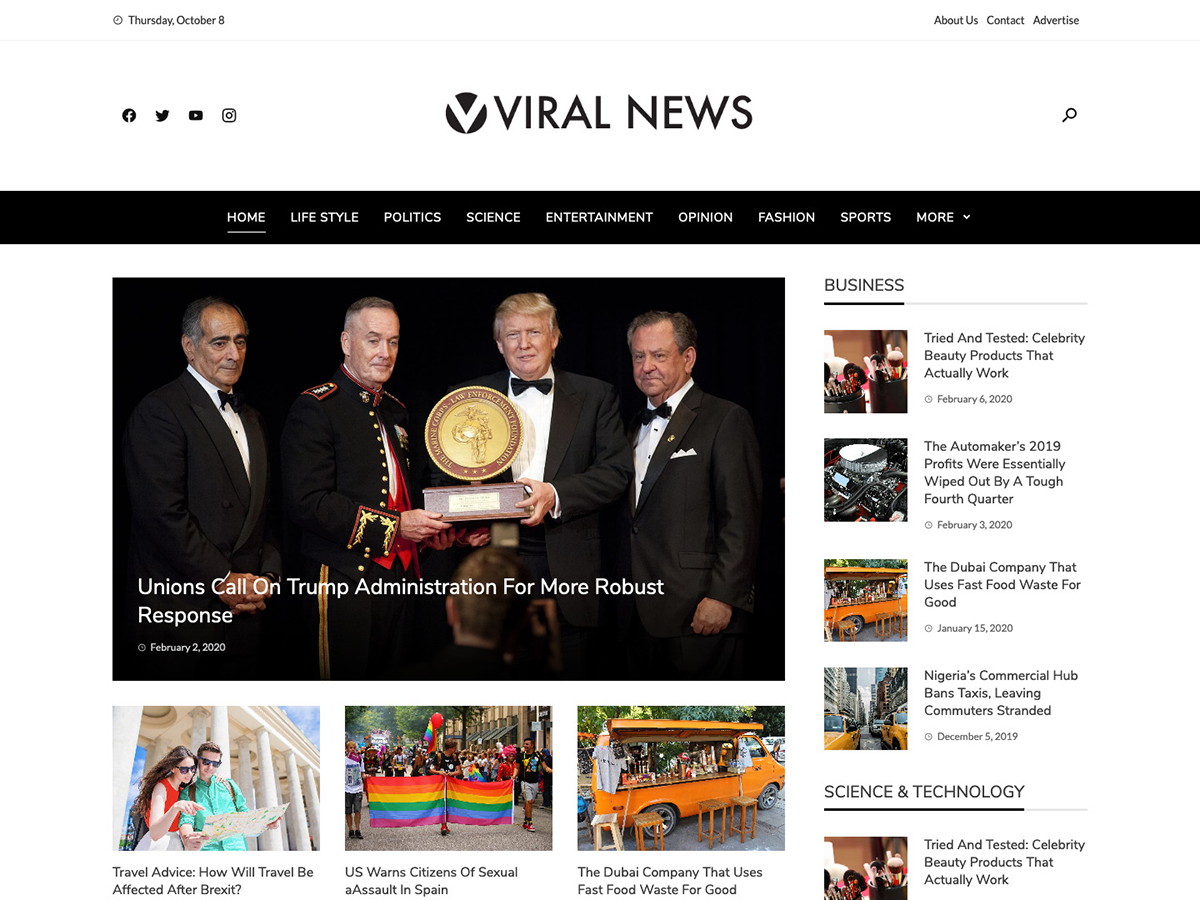 Thursday, October 8
About Us Contact Advertise
VIRAL NEWS
HOME LIFE STYLE POLITICS SCIENCE ENTERTAINMENT OPINION FASHION SPORTS MORE
THE MARINE CORPS - LAW ENFORCEMENT FOUNDATION
Unions Call On Trump Administration For More Robust
Response
February 2, 2020
Travel Advice: How Will Travel Be
Affected After Brexit?
US Warns Citizens Of Sexual
aAssault In Spain
The Dubai Company That Uses
Fast Food Waste For Good
BUSINESS
Tried And Tested: Celebrity
Beauty Products That
Actually Work
February 6, 2020
The Automaker's 2019
Profits Were Essentially
Wiped Out By A Tough
Fourth Quarter
February 3, 2020
The Dubai Company That
Uses Fast Food Waste For
Good
January 15, 2020
Nigeria's Commercial Hub
Bans Taxis, Leaving
Commuters Stranded
December 5, 2019
SCIENCE & TECHNOLOGY
Tried And Tested: Celebrity
Beauty Products That
Actually Work